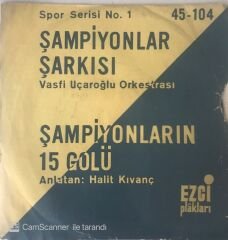 Spor Serisi No. 1
45-104
ŞAMPİYONLAR
ŞARKISI
Vasfi Uçaroğlu Orkestrası
ŞAMPİYONLARIN
15 GOLÜ
Anlatan: Halit Kıvanç
EZGİ
plâkları
CamScanner ile tarandı